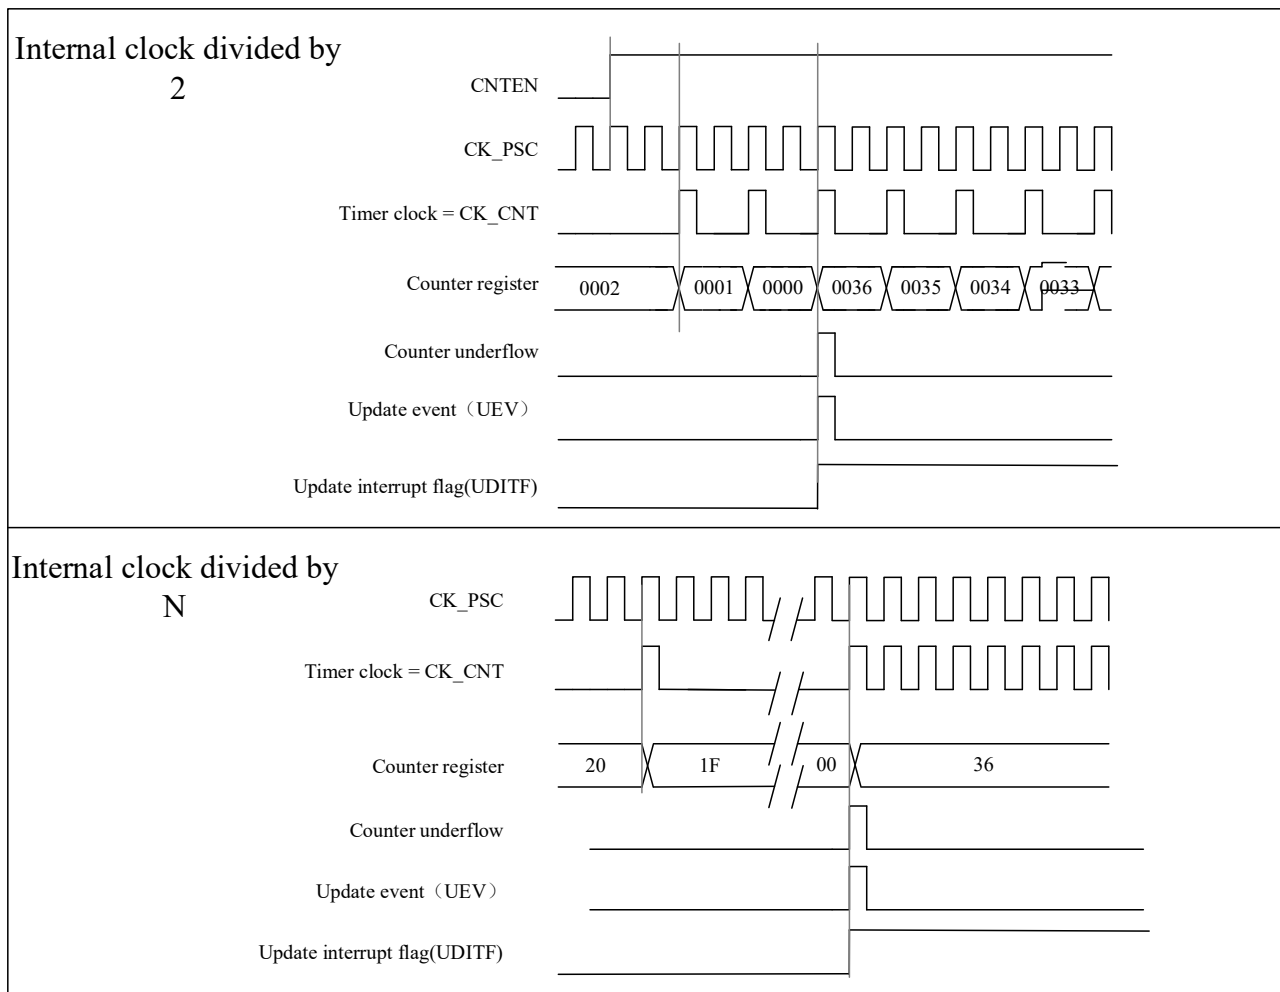 Internal clock divided by
2
CNTEN
CK_PSC
Timer clock = CK_CNT
Counter register
0002 0001 0000 0036 0035 0034 0033
Counter underflow
Update event（UEV）
Update interrupt flag(UDITF)
Internal clock divided by
N
CK_PSC
Timer clock = CK_CNT
Counter register
20 1F 00 36
Counter underflow
Update event（UEV）
Update interrupt flag(UDITF)